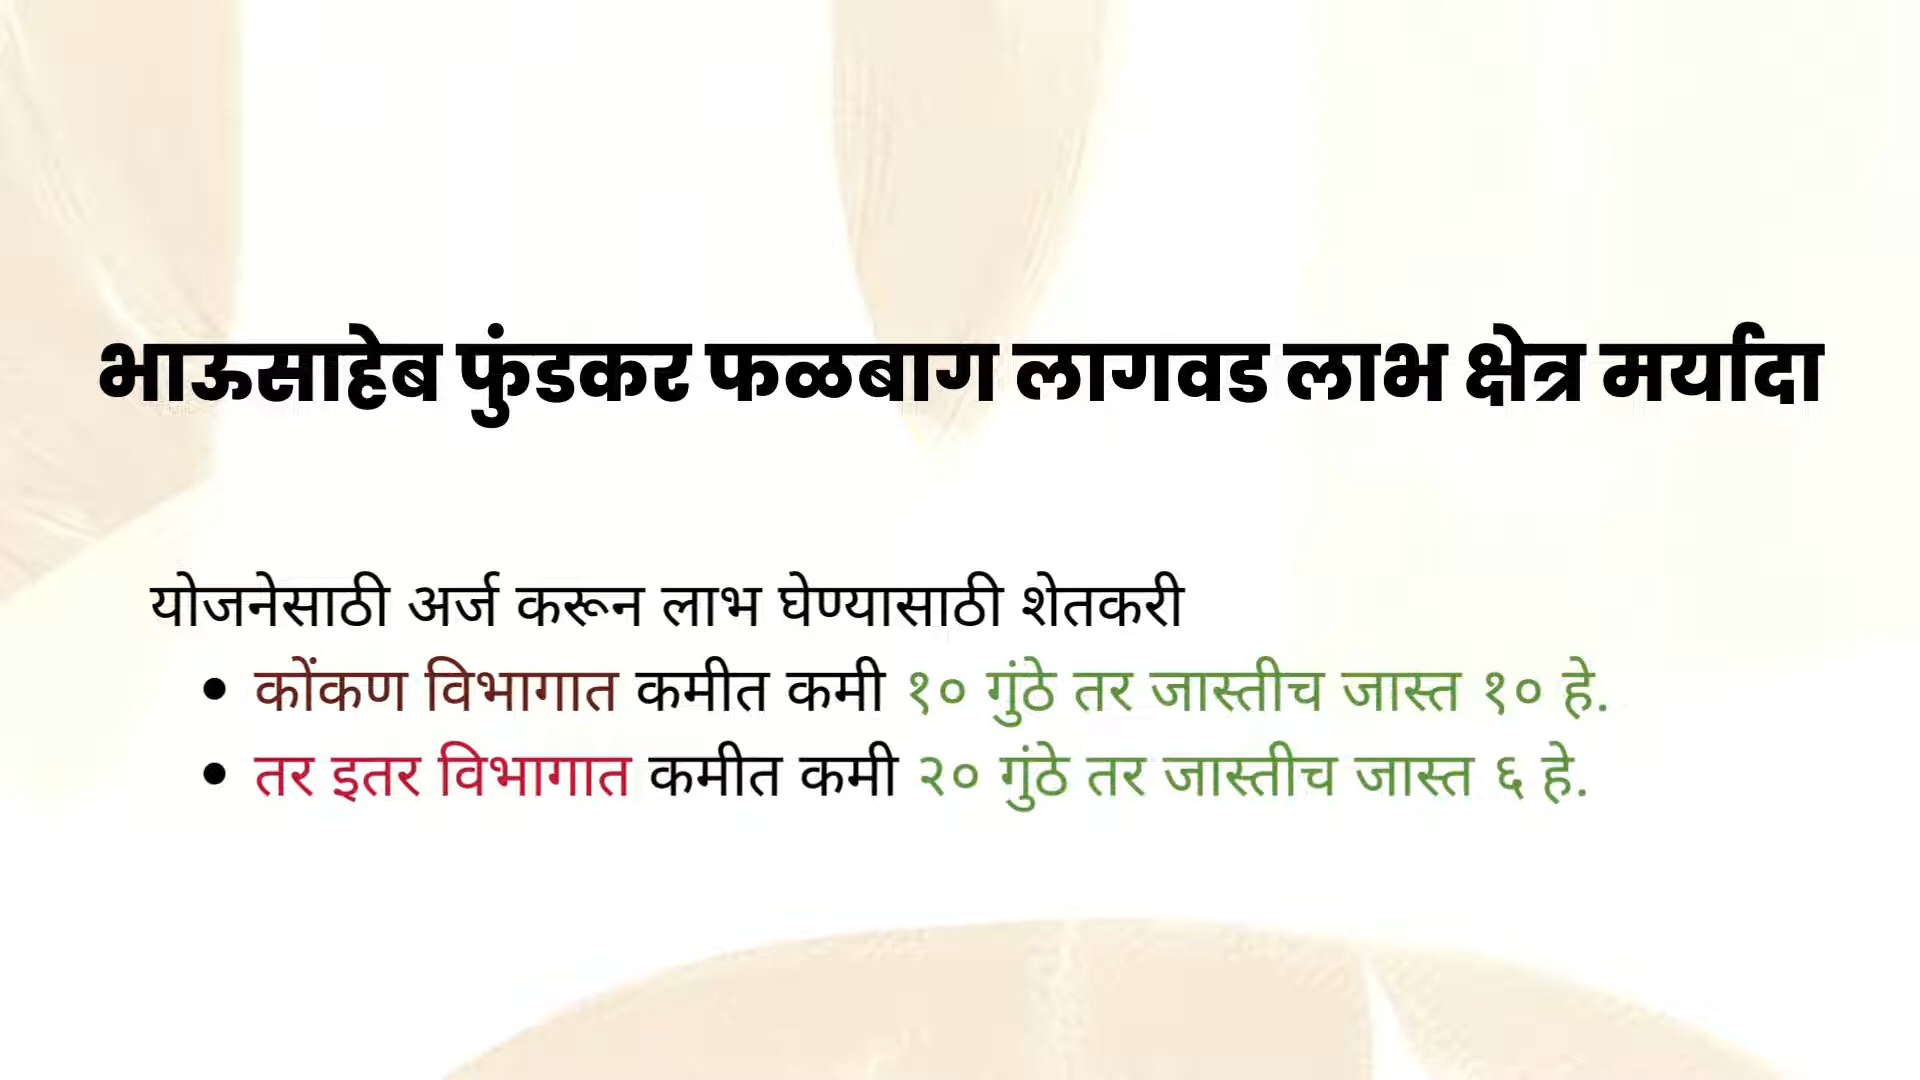 भाऊसाहेब फुंडकर फळबाग लागवड लाभ क्षेत्र मर्यादा
योजनेसाठी अर्ज करून लाभ घेण्यासाठी शेतकरी
• कोंकण विभागात कमीत कमी १० गुंठे तर जास्तीच जास्त १० हे.
• तर इतर विभागात कमीत कमी २० गुंठे तर जास्तीच जास्त ६ हे.